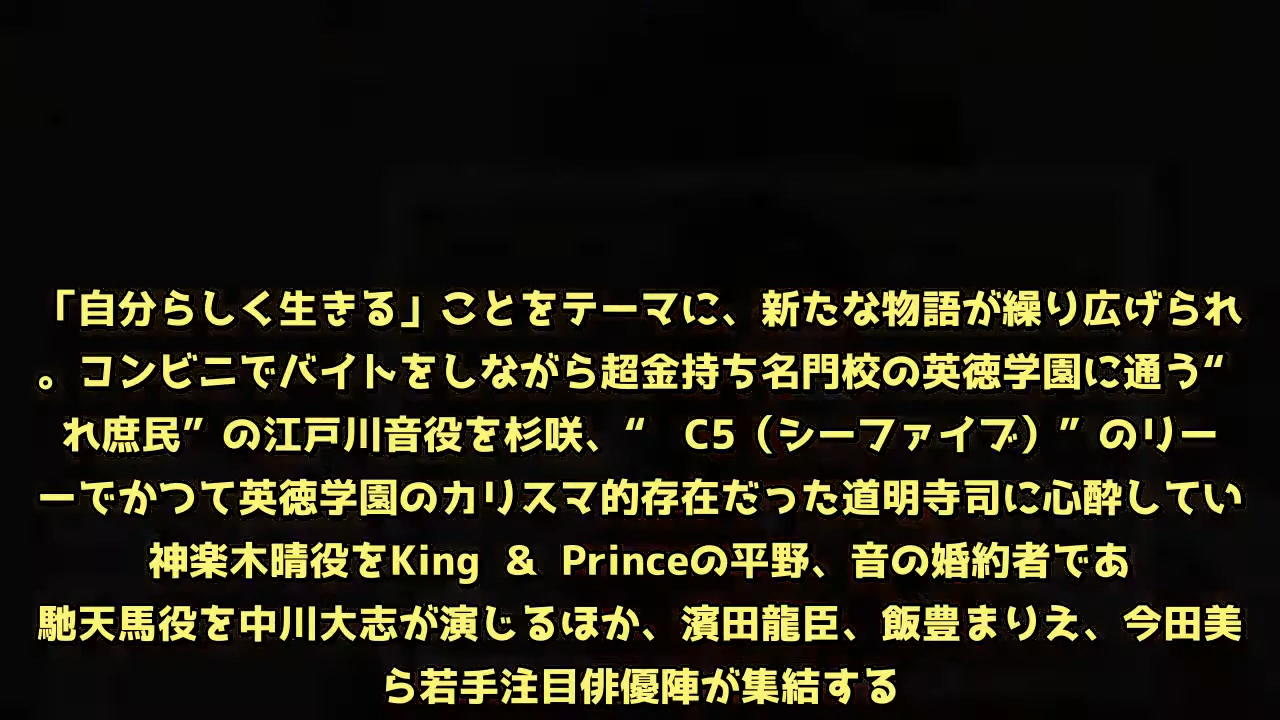 「自分らしく生きる」ことをテーマに、新たな物語が繰り広げられ
。コンビニでバイトをしながら超金持ち名門校の英徳学園に通う“
れ庶民”の江戸川音役を杉咲、“　C5（シーファイブ）”のリー
ーでかつて英徳学園のカリスマ的存在だった道明寺司に心酔してい
神楽木晴役をKing ＆ Princeの平野、音の婚約者であ
馳天馬役を中川大志が演じるほか、濱田龍臣、飯豊まりえ、今田美
ら若手注目俳優陣が集結する